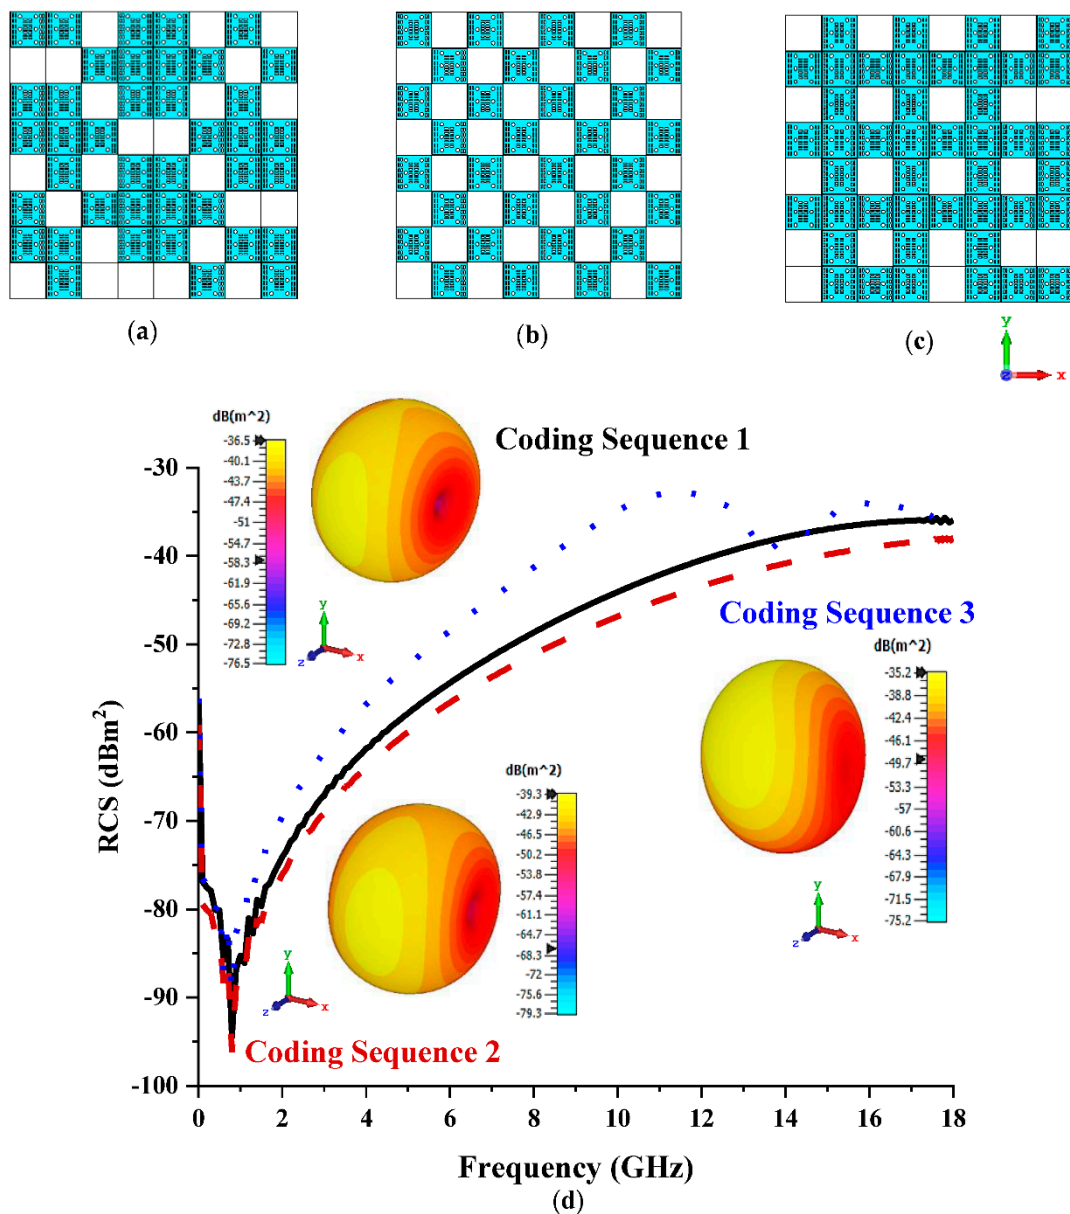 (a)
(b)
(c)
y
z
x
dB(m^2)
-36.5
-40.1
-43.7
-47.4
-51
-54.7
-58.3
-61.9
-65.6
-69.2
-72.8
-76.5
y
z
x
Coding Sequence 1
-30
-40
-50
-60
-70
-80
-90
-100
RCS (dBm²)
Coding Sequence 3
dB(m^2)
-35.2
-38.8
-42.4
-46.1
-49.7
-53.3
-57
-60.6
-64.3
-67.9
-71.5
-75.2
y
z
x
dB(m^2)
-39.3
-42.9
-46.5
-50.2
-53.8
-57.4
-61.1
-64.7
-68.3
-72
-75.6
-79.3
y
z
x
Coding Sequence 2
0
2
4
6
8
10
12
14
16
18
Frequency (GHz)
(d)